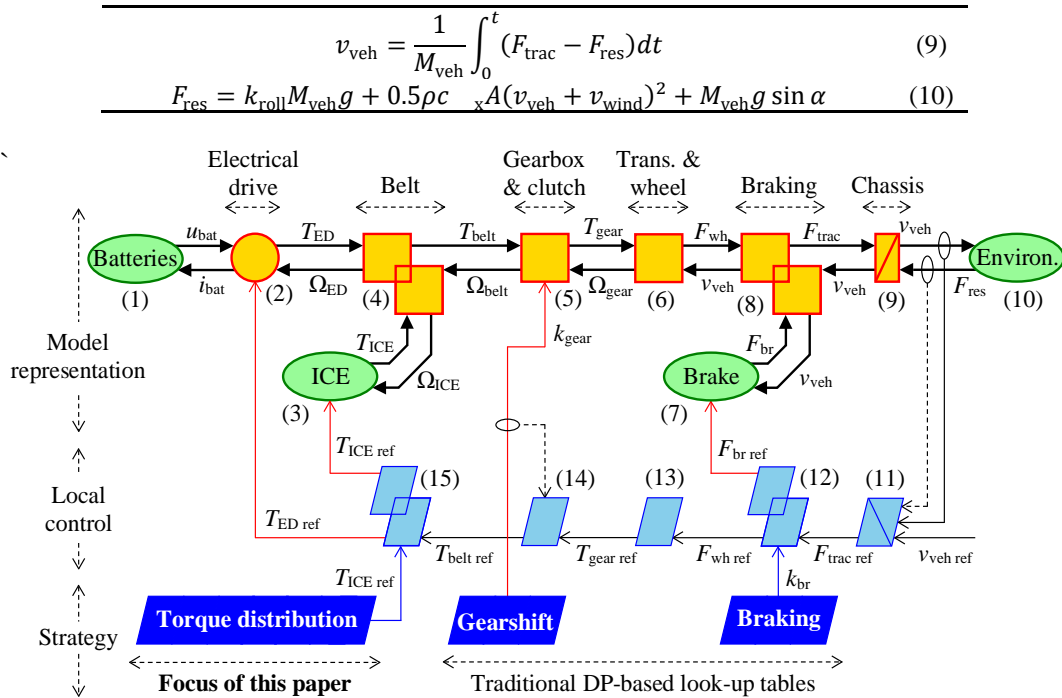 v_veh = 1/M_veh ∫_0^t (F_trac − F_res)dt (9)
F_res = k_roll M_veh g + 0.5ρc _x A(v_veh + v_wind)^2 + M_veh g sin α (10)
`
Electrical drive
Belt
Gearbox & clutch
Trans. & wheel
Braking
Chassis
u_bat
T_ED
T_belt
T_gear
F_wh
F_trac
v_veh
Batteries
Environ.
i_bat
Ω_ED
Ω_belt
Ω_gear
v_veh
v_veh
F_res
(1)
(2)
(4)
(5)
(6)
(8)
(9)
(10)
Model representation
T_ICE
k_gear
F_br
ICE
Ω_ICE
Brake
v_veh
(3)
(7)
T_ICE ref
F_br ref
Local control
(15)
(14)
(13)
(12)
(11)
T_ED ref
T_belt ref
T_gear ref
F_wh ref
F_trac ref
v_veh ref
T_ICE ref
k_br
Strategy
Torque distribution
Gearshift
Braking
Focus of this paper
Traditional DP-based look-up tables